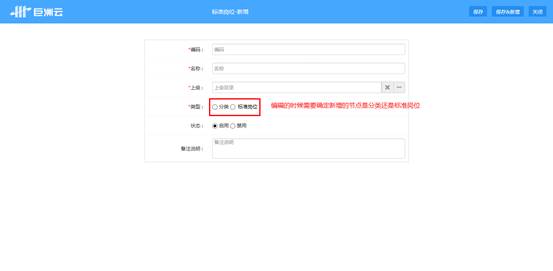 巨洲云
标准岗位-新增
保存 保存&新增 关闭
*编码： 编码
*名称： 名称
*上级： 上级目录
*类型： 分类 标准岗位 编辑的时候需要确定新增的节点是分类还是标准岗位
状态： 启用 禁用
备注说明： 备注说明